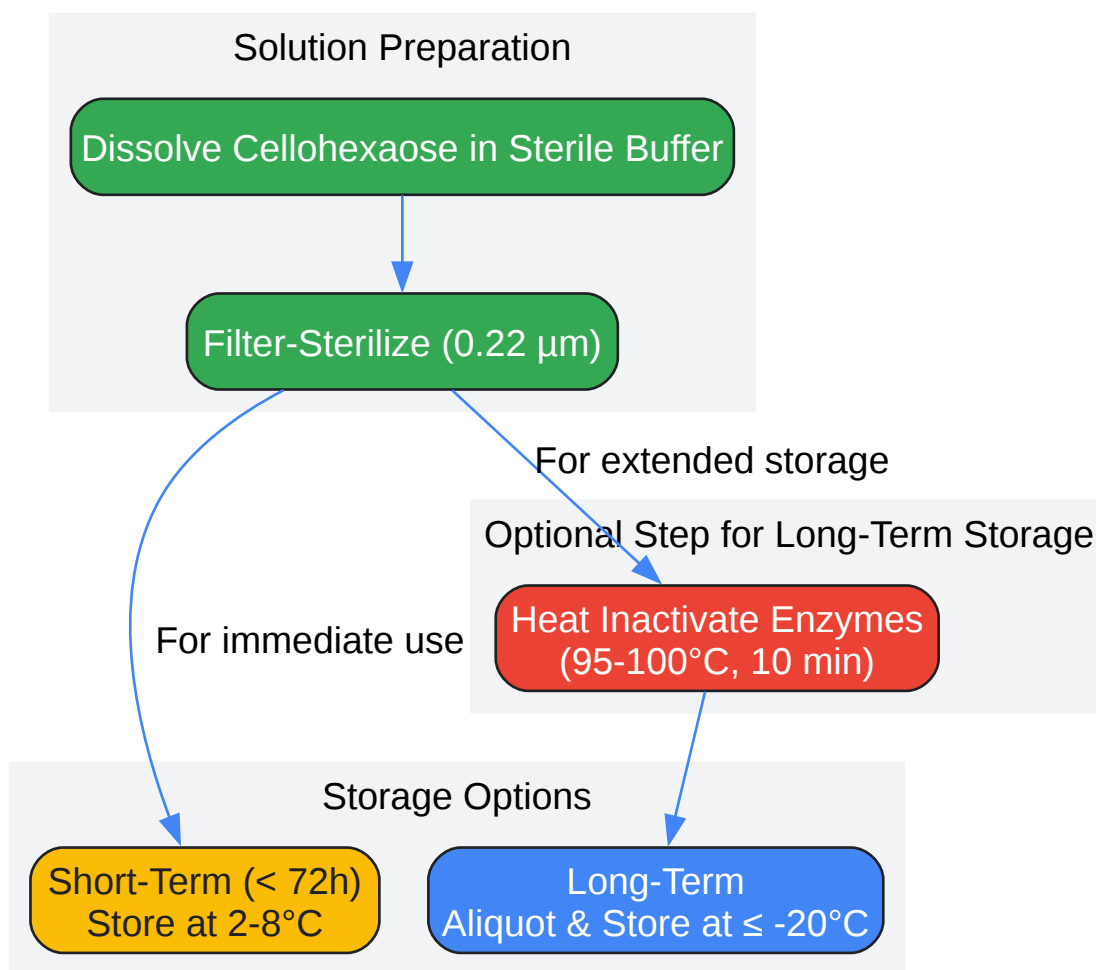 Solution Preparation
Dissolve Cellohexaose in Sterile Buffer
Filter-Sterilize (0.22 µm)
For extended storage
Optional Step for Long-Term Storage
Heat Inactivate Enzymes
(95-100°C, 10 min)
For immediate use
Storage Options
Short-Term (< 72h)
Store at 2-8°C
Long-Term
Aliquot & Store at ≤ -20°C